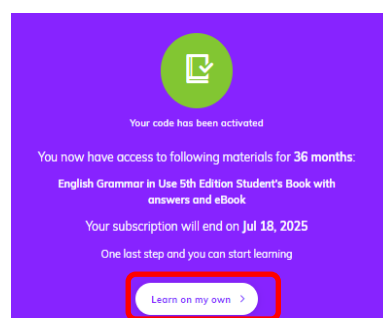 Your code has been activated
You now have access to following materials for 36 months:
English Grammar in Use 5th Edition Student's Book with
answers and eBook
Your subscription will end on Jul 18, 2025
One last step and you can start learning
Learn on my own >